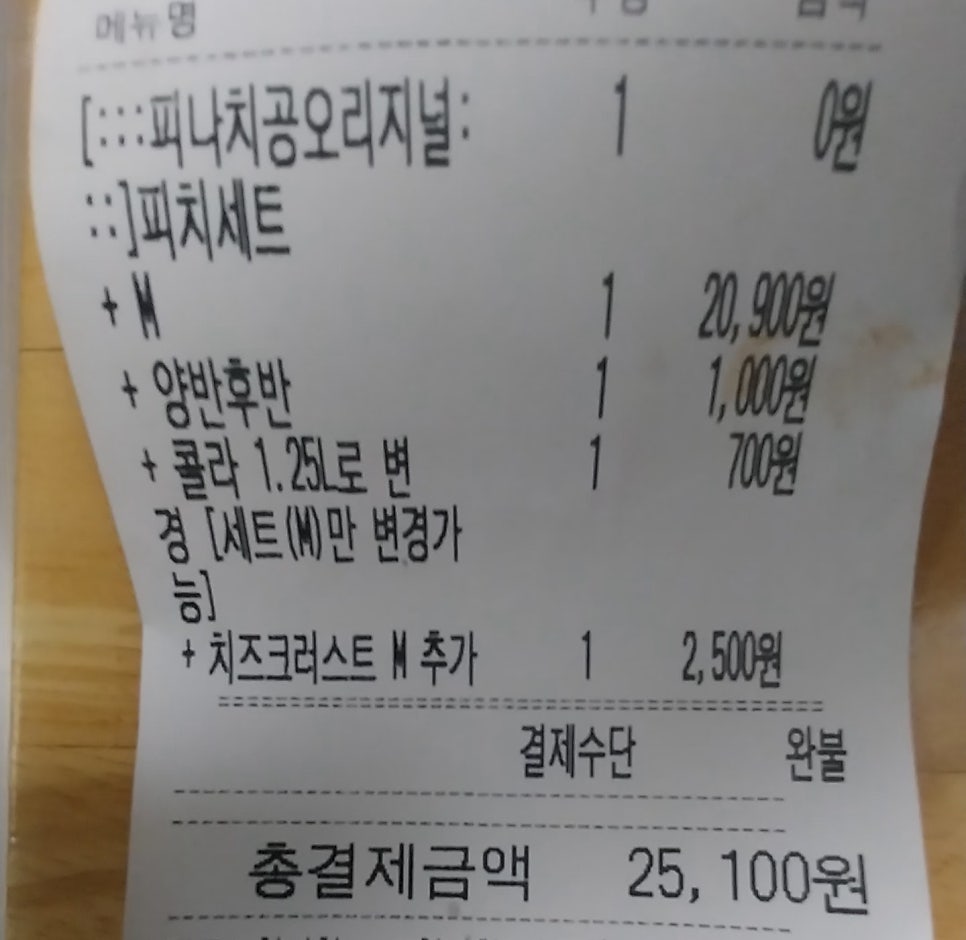 메뉴명
[:::피나치공오리지널: 1 0원
::]피치세트
+ M 1 20,900원
+ 양반후반 1 1,000원
+ 콜라 1.25L로 변 1 700원
경 [세트(M)만 변경가
능]
+ 치즈크러스트 M 추가 1 2,500원
결제수단 완불
총결제금액 25,100원